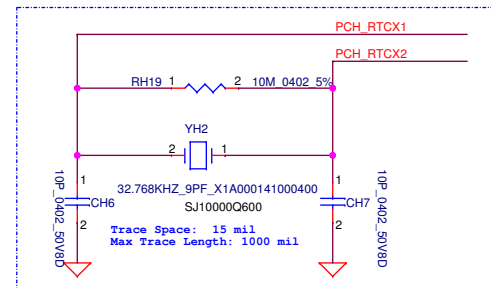 PCH_RTCX1
PCH_RTCX2
RH19 1 2 10M_0402_5%
YH2
2 1
32.768KHZ_9PF_X1A000141000400
SJ10000Q600
1 CH6 2
10P_0402_50V8D
1 CH7 2
10P_0402_50V8D
Trace Space: 15 mil
Max Trace Length: 1000 mil